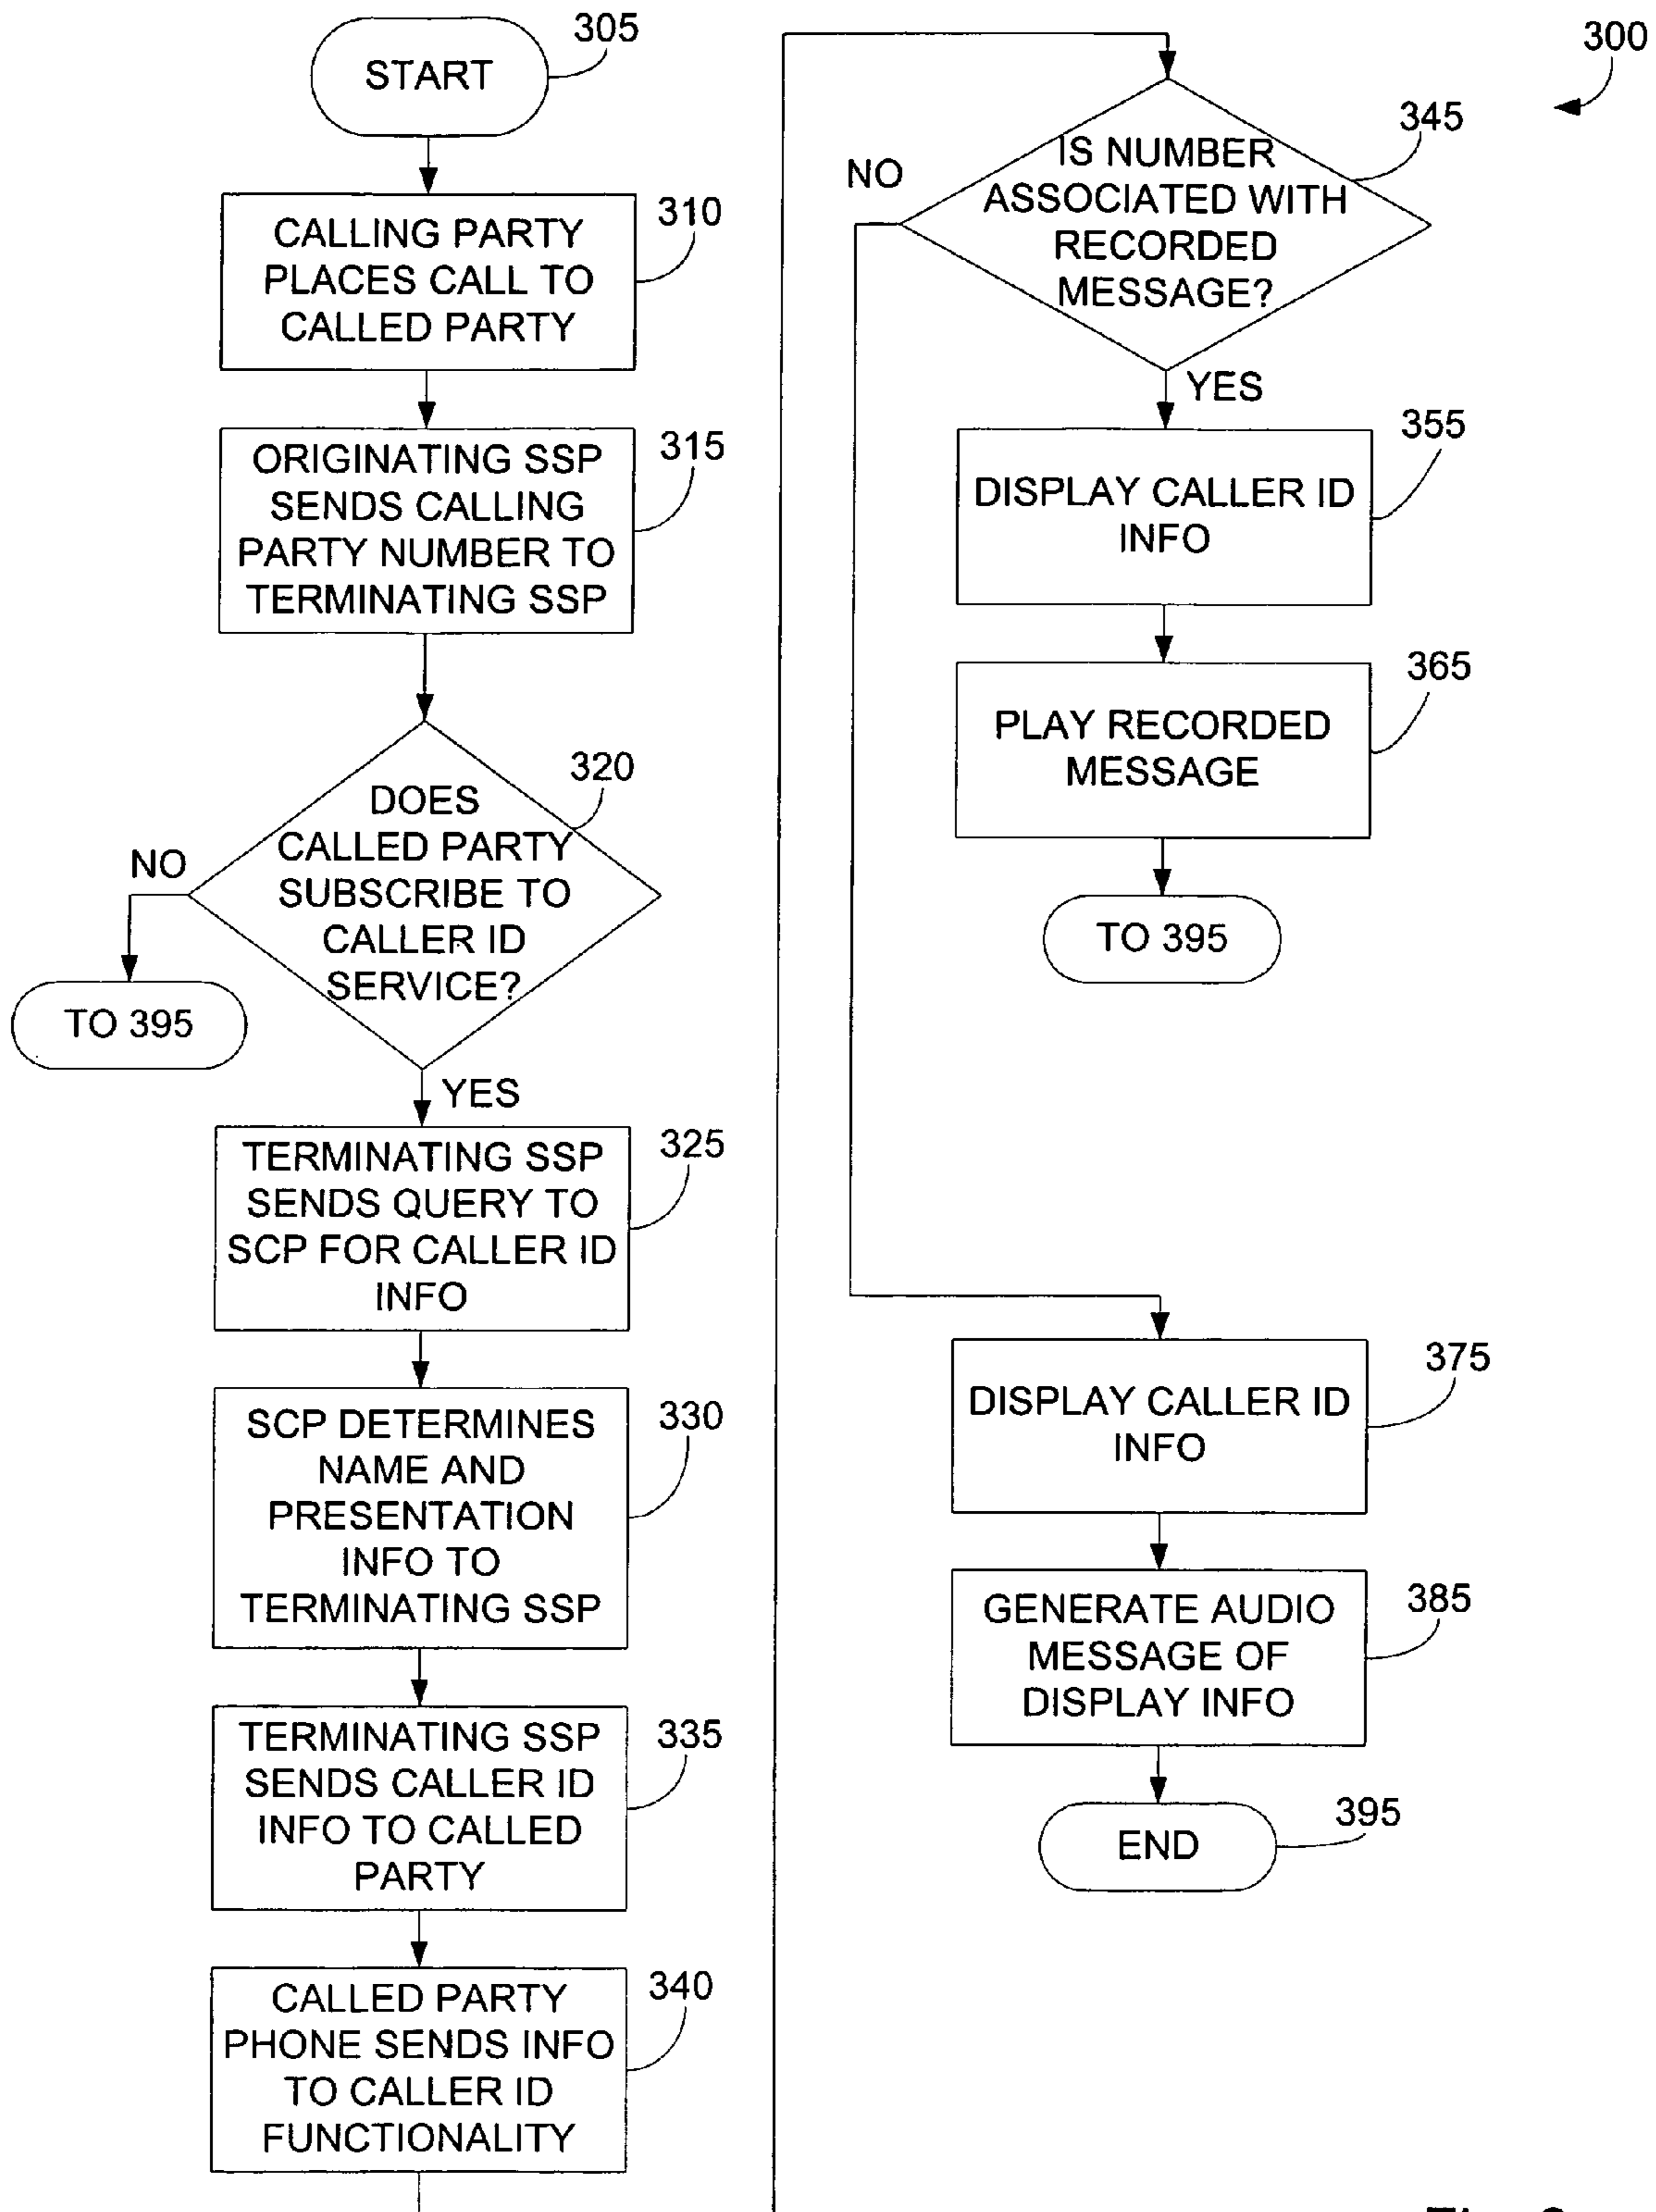 START
305
CALLING PARTY
PLACES CALL TO
CALLED PARTY
310
ORIGINATING SSP
SENDS CALLING
PARTY NUMBER TO
TERMINATING SSP
315
DOES
CALLED PARTY
SUBSCRIBE TO
CALLER ID
SERVICE?
320
NO
TO 395
YES
TERMINATING SSP
SENDS QUERY TO
SCP FOR CALLER ID
INFO
325
SCP DETERMINES
NAME AND
PRESENTATION
INFO TO
TERMINATING SSP
330
TERMINATING SSP
SENDS CALLER ID
INFO TO CALLED
PARTY
335
CALLED PARTY
PHONE SENDS INFO
TO CALLER ID
FUNCTIONALITY
340
300
IS NUMBER
ASSOCIATED WITH
RECORDED
MESSAGE?
345
NO
YES
DISPLAY CALLER ID
INFO
355
PLAY RECORDED
MESSAGE
365
TO 395
DISPLAY CALLER ID
INFO
375
GENERATE AUDIO
MESSAGE OF
DISPLAY INFO
385
END
395